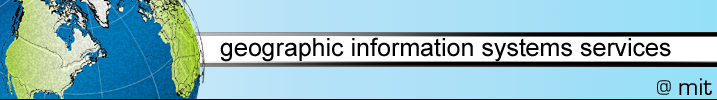 geographic information systems services
@ mit